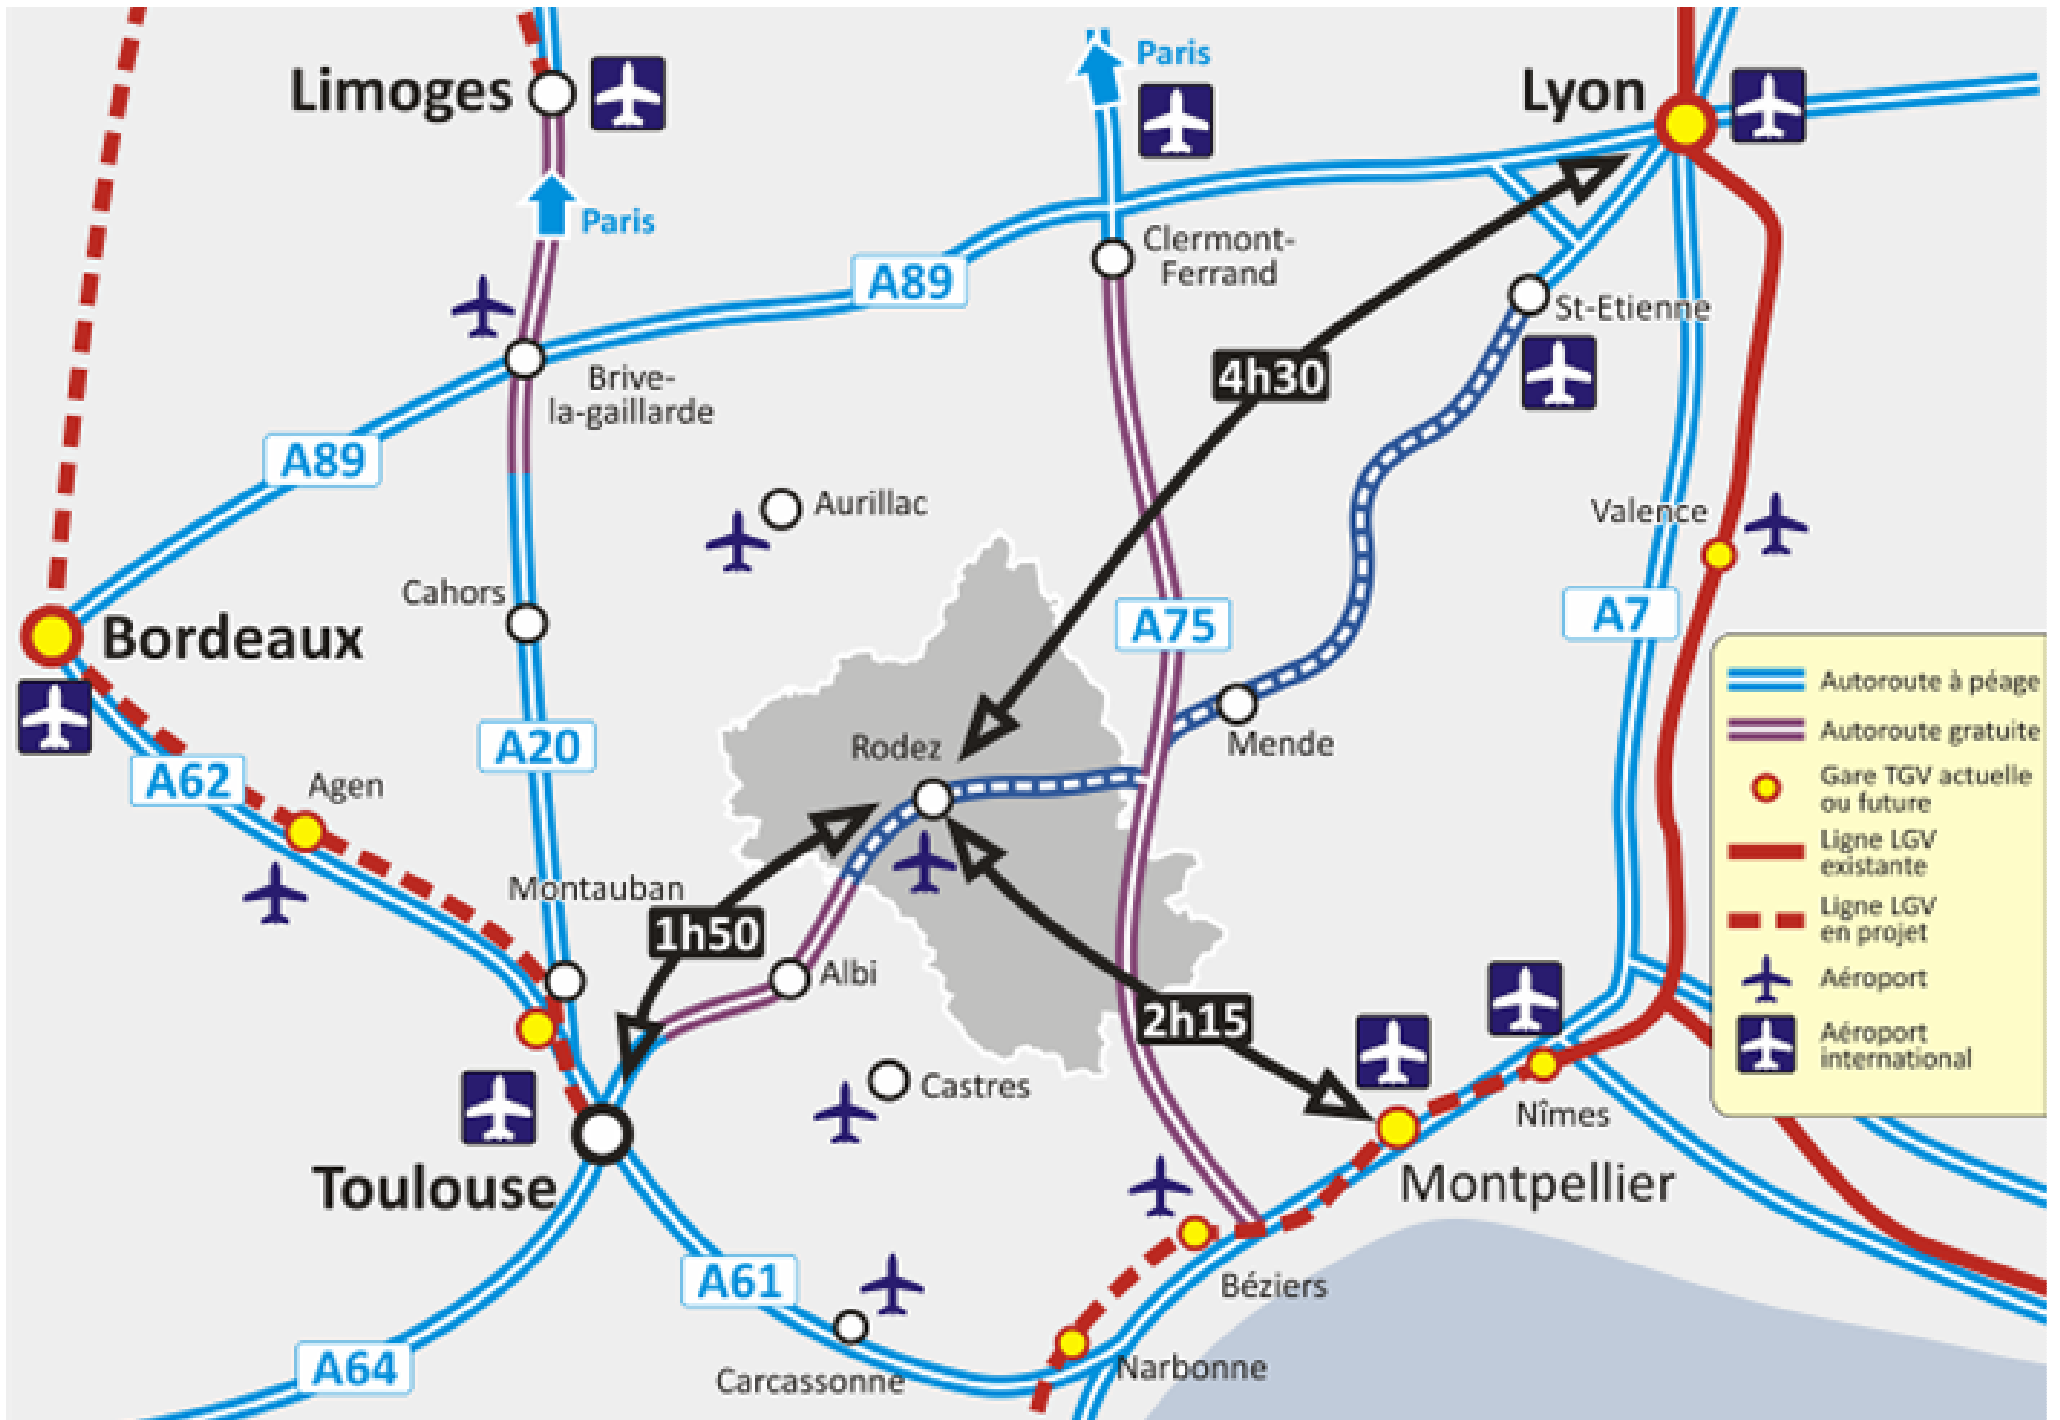 Paris
Limoges
Lyon
Paris
Clermont-
Ferrand
A89
St-Etienne
Brive-
la-gaillarde
4h30
A89
Aurillac
Valence
Cahors
Bordeaux
A75
A7
Autoroute à péage
Rodez
Mende
A20
Autoroute gratuite
A62
Agen
Gare TGV actuelle
ou future
Ligne LGV
existante
Montauban
1h50
Ligne LGV
en projet
Albi
Aéroport
2h15
Aéroport
international
Castres
Nîmes
Toulouse
Montpellier
A61
Béziers
A64
Carcassonne
Narbonne